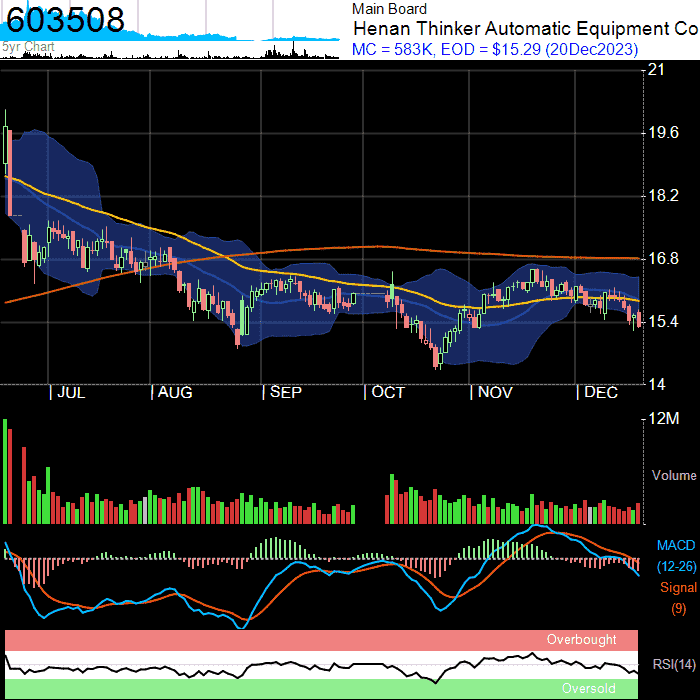 603508
5yr Chart
Main Board
Henan Thinker Automatic Equipment Co
MC = 583K, EOD = $15.29 (20Dec2023)
21
19.6
18.2
16.8
15.4
14
| JUL | AUG | SEP | OCT | NOV | DEC
12M
Volume
MACD
(12-26)
Signal
(9)
Overbought
RSI(14)
Oversold